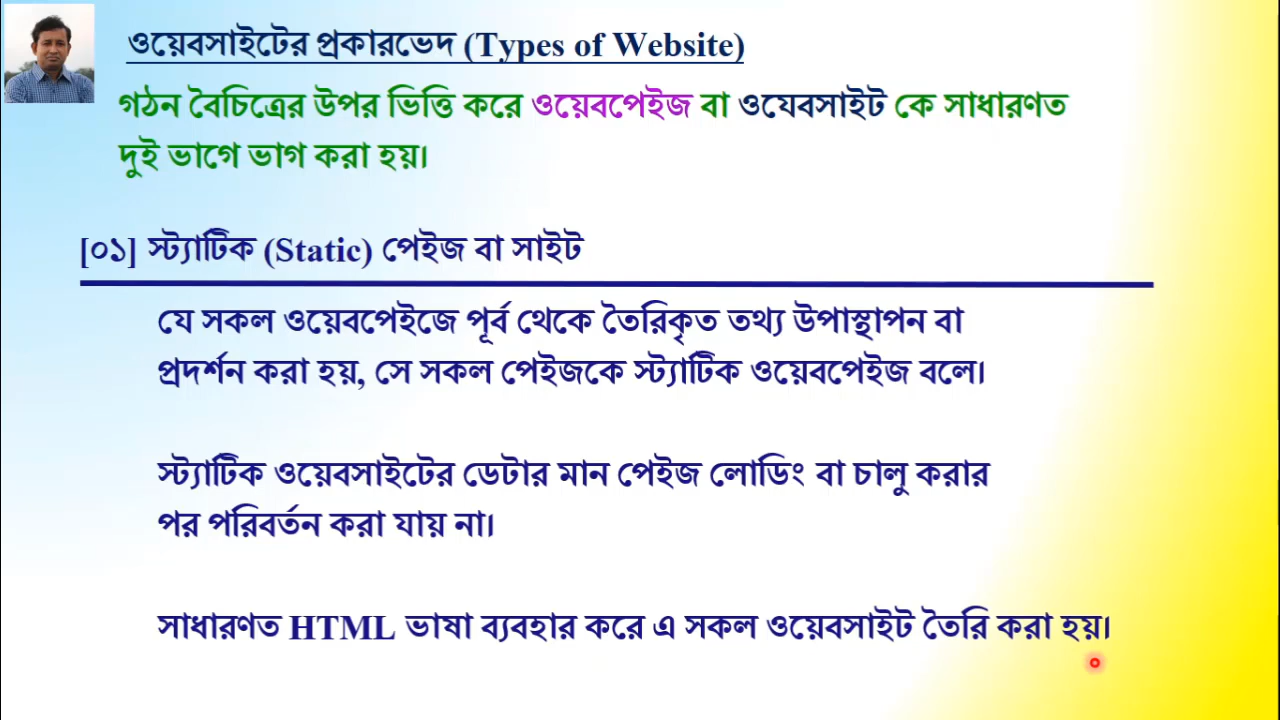 ওয়েবসাইটের প্রকারভেদ (Types of Website)
গঠন বৈচিত্রের উপর ভিত্তি করে ওয়েবপেইজ বা ওযেবসাইট কে সাধারণত
দুই ভাগে ভাগ করা হয়।
[০১] স্ট্যাটিক (Static) পেইজ বা সাইট
যে সকল ওয়েবপেইজে পূর্ব থেকে তৈরিকৃত তথ্য উপাস্থাপন বা
প্রদর্শন করা হয়, সে সকল পেইজকে স্ট্যাটিক ওয়েবপেইজ বলে।
স্ট্যাটিক ওয়েবসাইটের ডেটার মান পেইজ লোডিং বা চালু করার
পর পরিবর্তন করা যায় না।
সাধারণত HTML ভাষা ব্যবহার করে এ সকল ওয়েবসাইট তৈরি করা হয়।